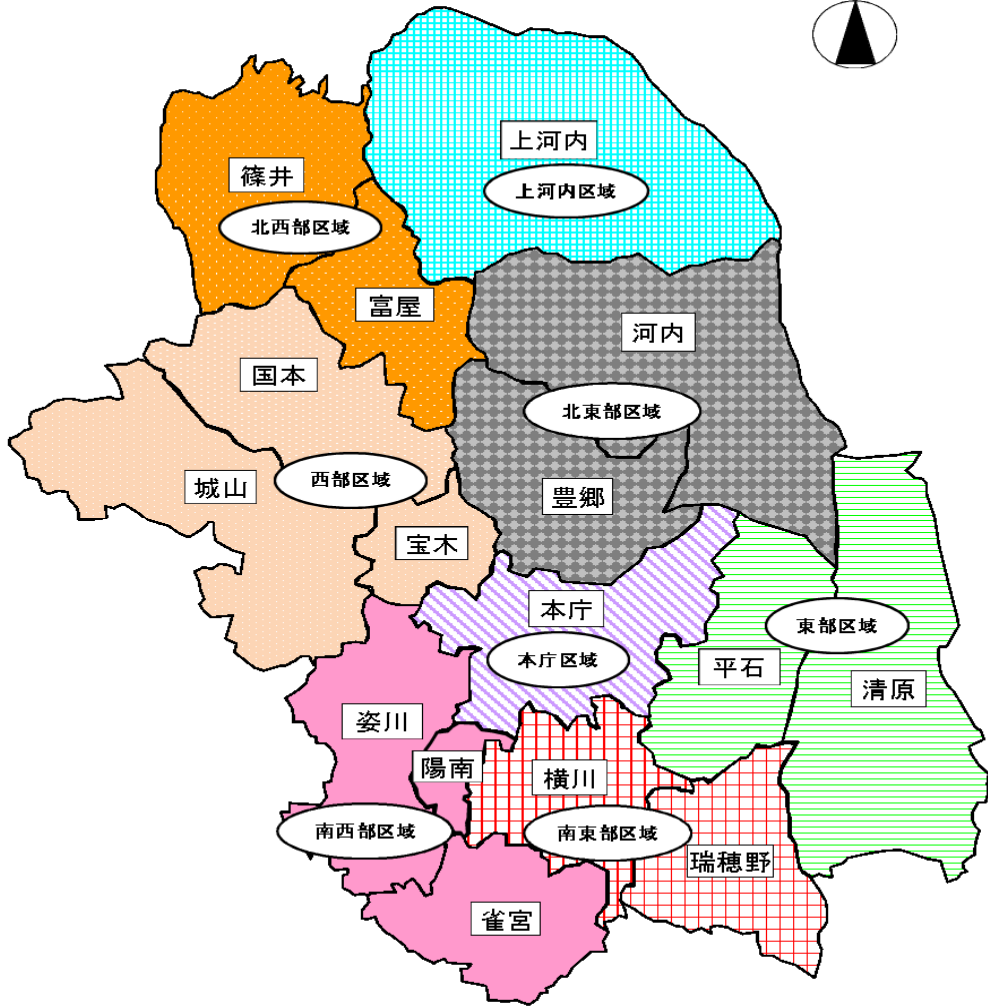 上河内
篠井
上河内区域
北西部区域
富屋
河内
国本
北東部区域
城山
西部区域
豊郷
宝木
本庁
東部区域
本庁区域
平石
清原
姿川
陽南
横川
南西部区域
南東部区域
瑞穂野
雀宮